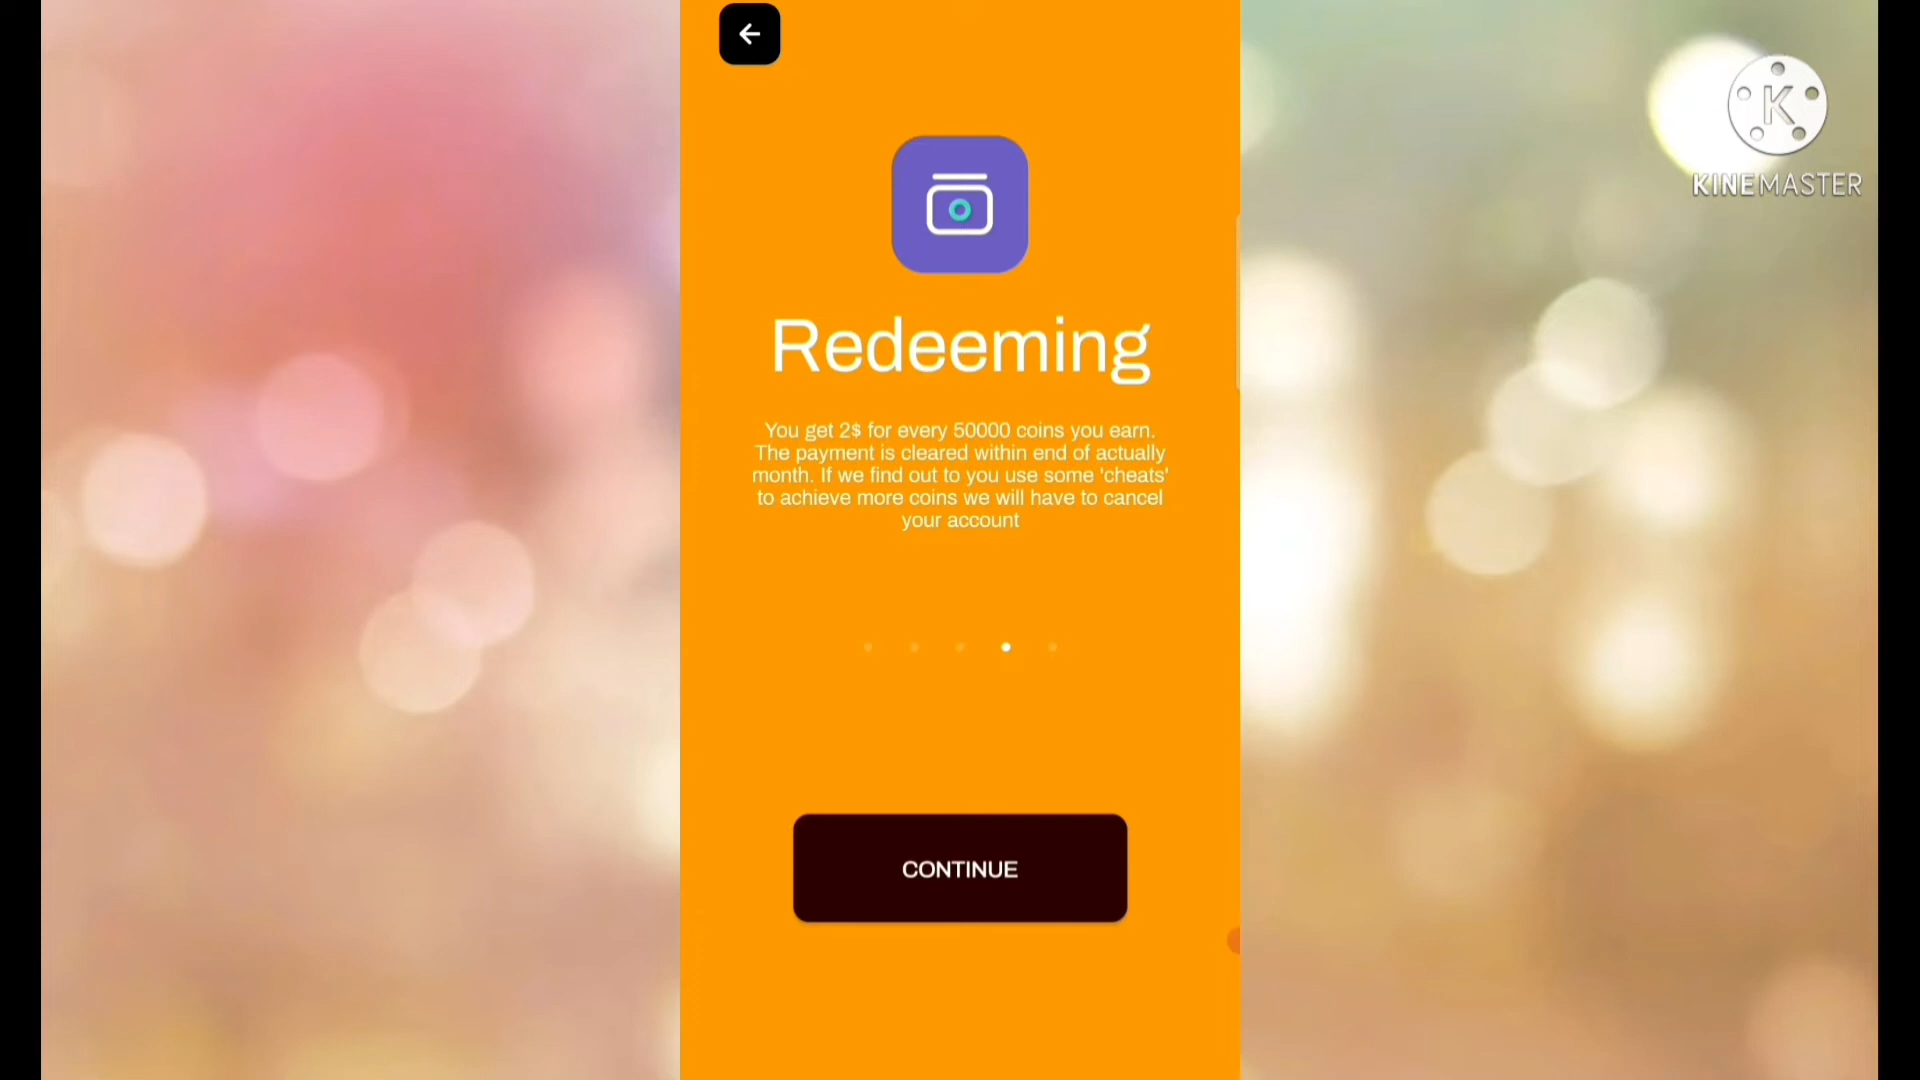 KINEMASTER
Redeeming
You get 2$ for every 50000 coins you earn.
The payment is cleared within end of actually
month. If we find out to you use some 'cheats'
to achieve more coins we will have to cancel
your account
CONTINUE